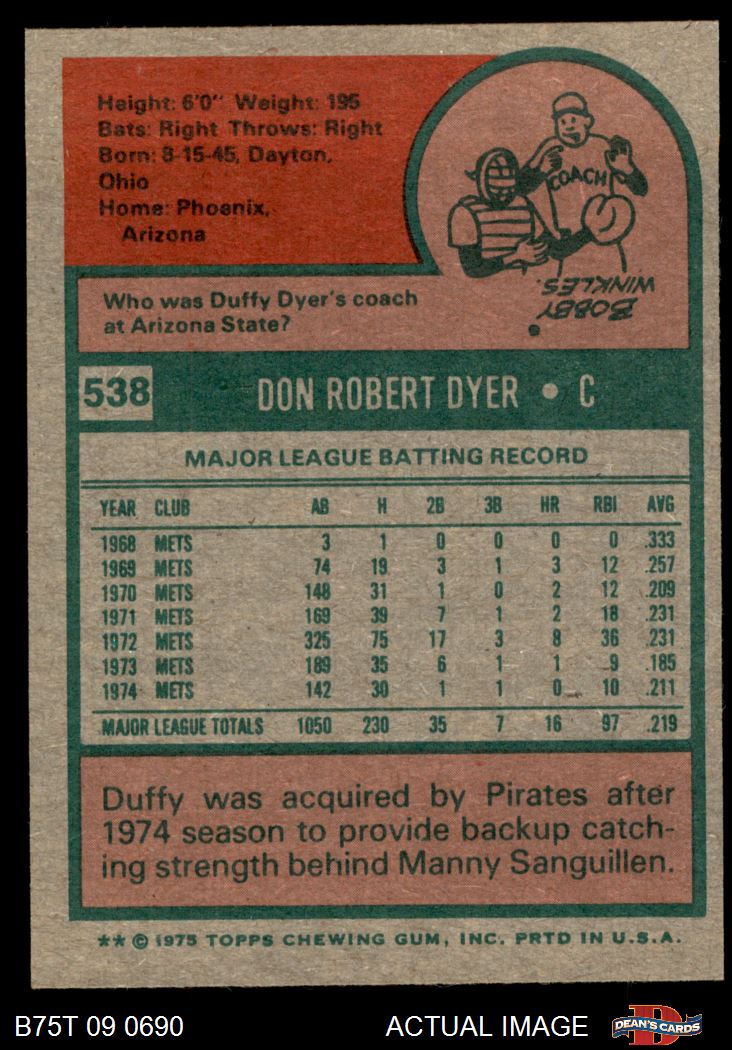 Height: 6'0" Weight: 195
Bats: Right Throws: Right
Born: 8-15-45, Dayton,
Ohio
Home: Phoenix,
Arizona
COACH
BOBBY
WINKLES.
Who was Duffy Dyer's coach
at Arizona State?
538 DON ROBERT DYER • C
MAJOR LEAGUE BATTING RECORD
YEAR CLUB AB H 2B 3B HR RBI AVG
1968 METS 3 1 0 0 0 0 .333
1969 METS 74 19 3 1 3 12 .257
1970 METS 148 31 1 0 2 12 .209
1971 METS 169 39 7 1 2 18 .231
1972 METS 325 75 17 3 8 36 .231
1973 METS 189 35 6 1 1 9 .185
1974 METS 142 30 1 1 0 10 .211
MAJOR LEAGUE TOTALS 1050 230 35 7 16 97 .219
Duffy was acquired by Pirates after
1974 season to provide backup catch-
ing strength behind Manny Sanguillen.
** © 1975 TOPPS CHEWING GUM, INC. PRTD IN U.S.A.
B75T 09 0690 ACTUAL IMAGE
D
DEAN'S CARDS